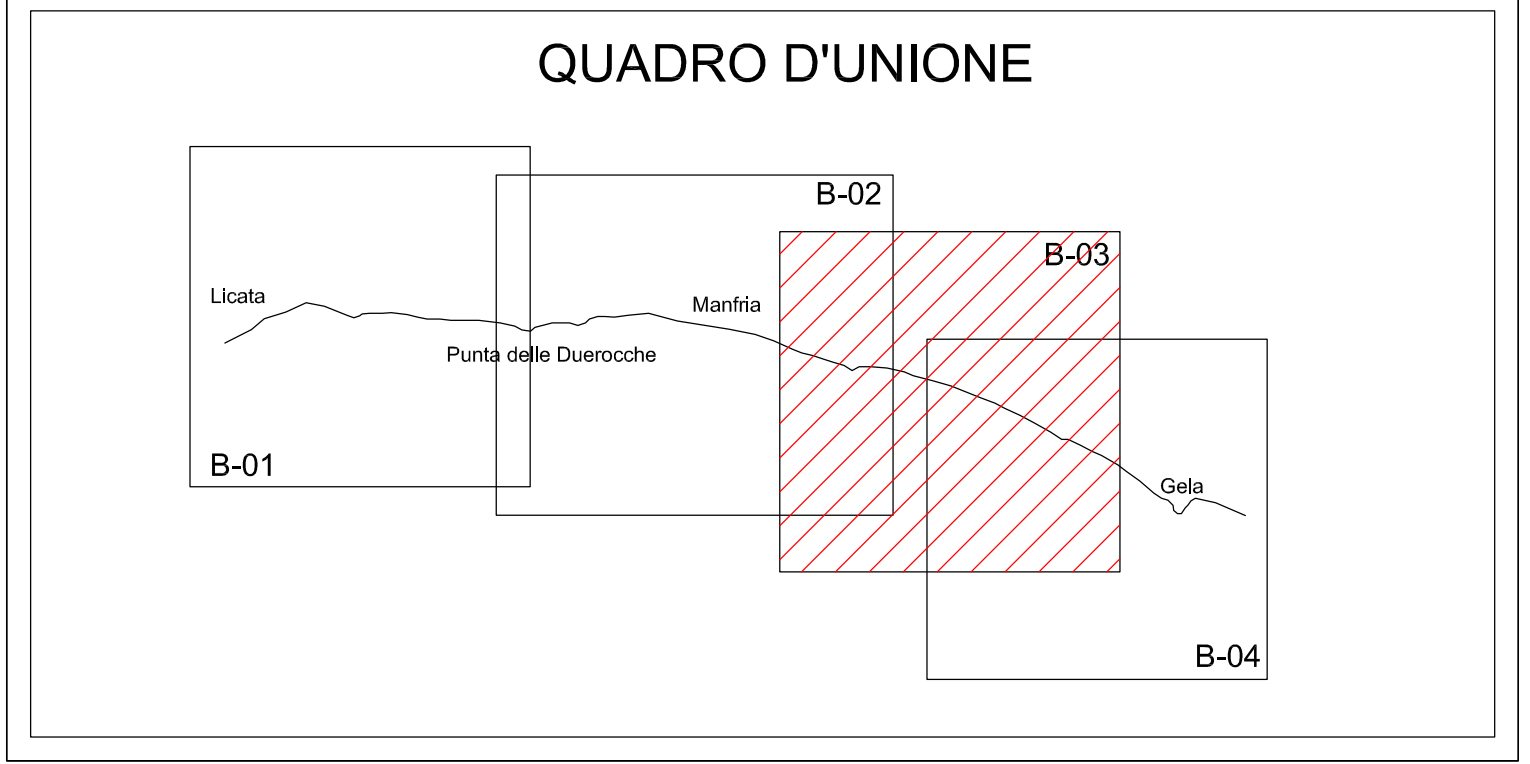 QUADRO D'UNIONE
B-02
B-03
Licata
Manfria
Punta delle Duerocche
B-01
Gela
B-04